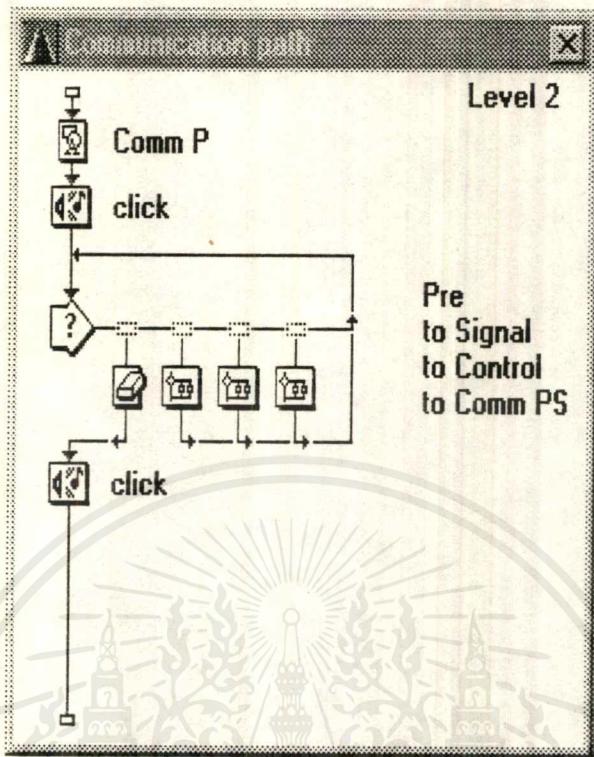 Communication path
Level 2
Comm P
click
?
Pre
to Signal
to Control
to Comm PS
click